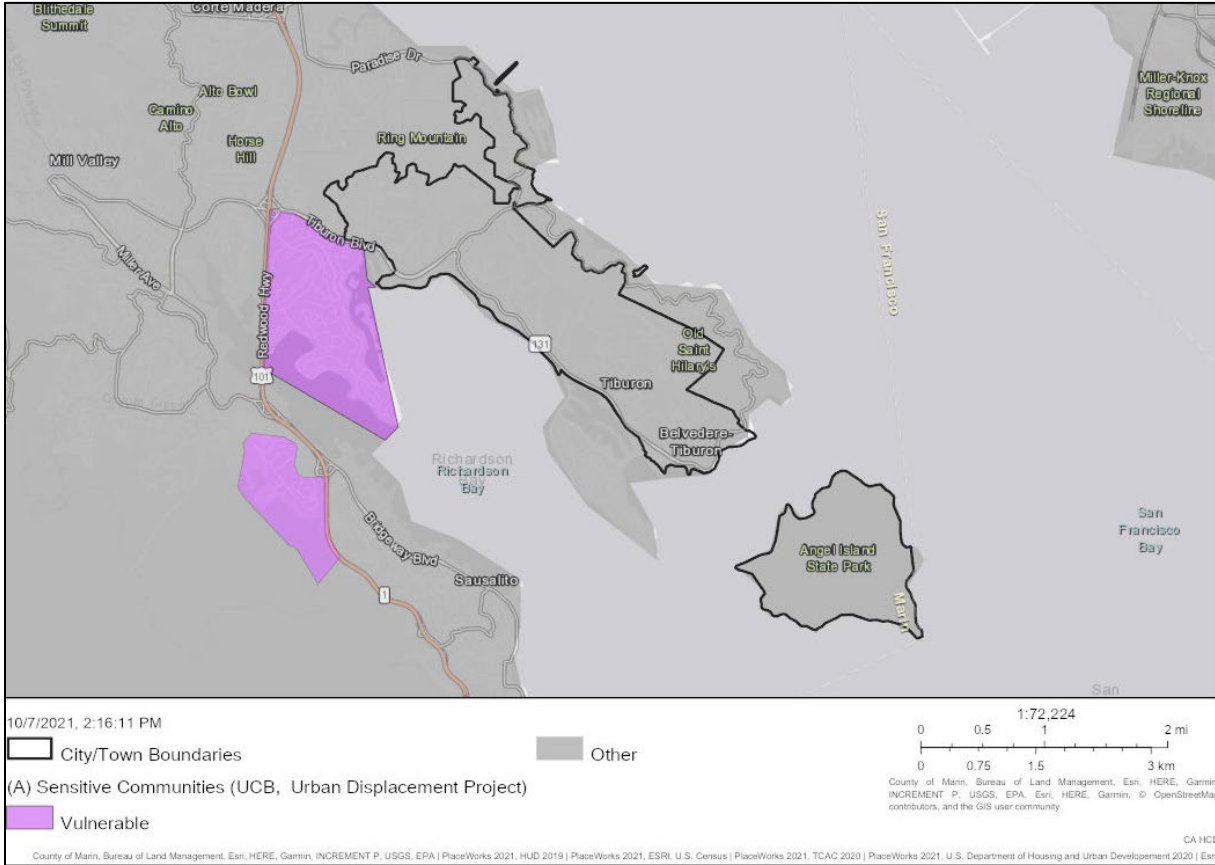 Corte Madera
Blithedale
Summit
Paradise Dr
Alto Bowl
Camino
Alto
Ring Mountain
Horse
Hill
Mill Valley
Miller-Knox
Regional
Shoreline
Tiburon Blvd
San Francisco
Miller Ave
Redwood Hwy
131
Old
Saint
Hilary's
101
Tiburon
Belvedere-
Tiburon
Richardson
Bay
Richardson
Bay
San
Francisco
Bay
Bridgeway Blvd
Angel Island
State Park
Sausalito
1
Marin
San
10/7/2021, 2:16:11 PM
City/Town Boundaries
Other
(A) Sensitive Communities (UCB, Urban Displacement Project)
Vulnerable
1:72,224
0 0.5 1 2 mi
0 0.75 1.5 3 km
County of Marin, Bureau of Land Management, Esri, HERE, Garmin,
INCREMENT P, USGS, EPA, Esri, HERE, Garmin, © OpenStreetMap
contributors, and the GIS user community
CA HCD
County of Marin, Bureau of Land Management, Esri, HERE, Garmin, INCREMENT P, USGS, EPA | PlaceWorks 2021, HUD 2019 | PlaceWorks 2021, ESRI, U.S. Census | PlaceWorks 2021, TCAC 2020 | PlaceWorks 2021, U.S. Department of Housing and Urban Developement 2020 |